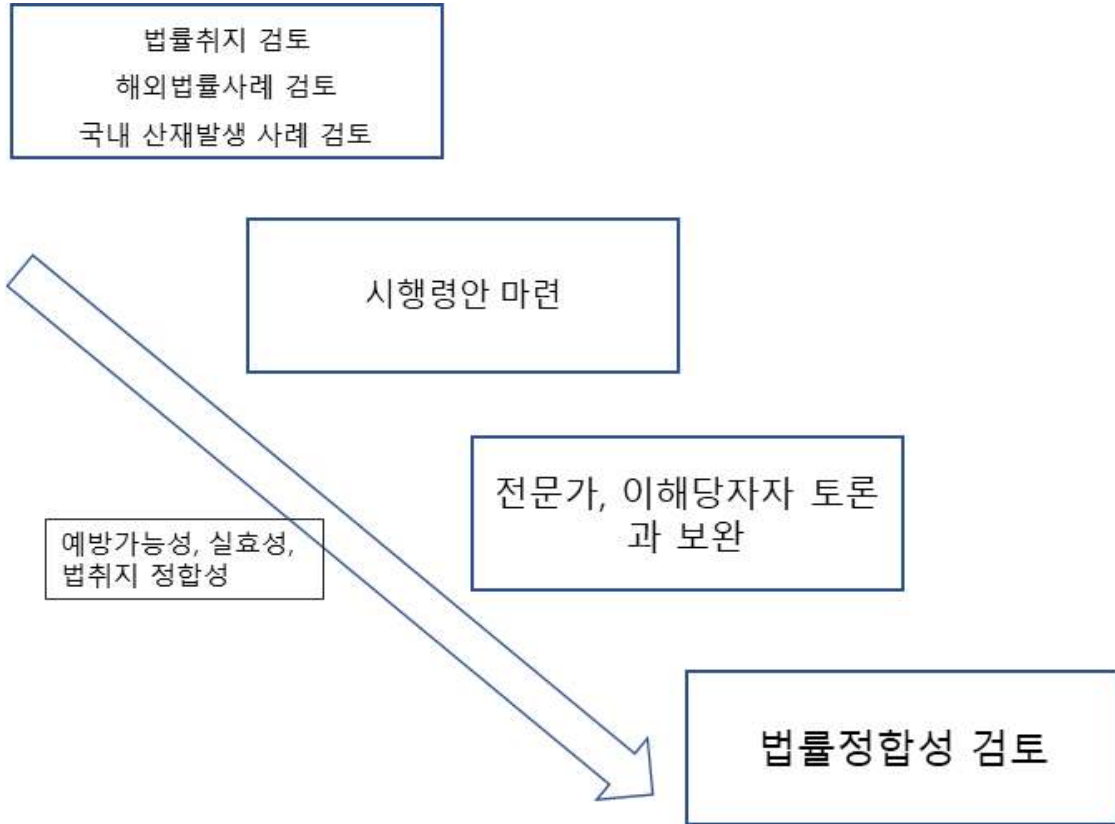 법률취지 검토
해외법률사례 검토
국내 산재발생 사례 검토
시행령안 마련
전문가, 이해당자자 토론
과 보완
예방가능성, 실효성,
법취지 정합성
법률정합성 검토